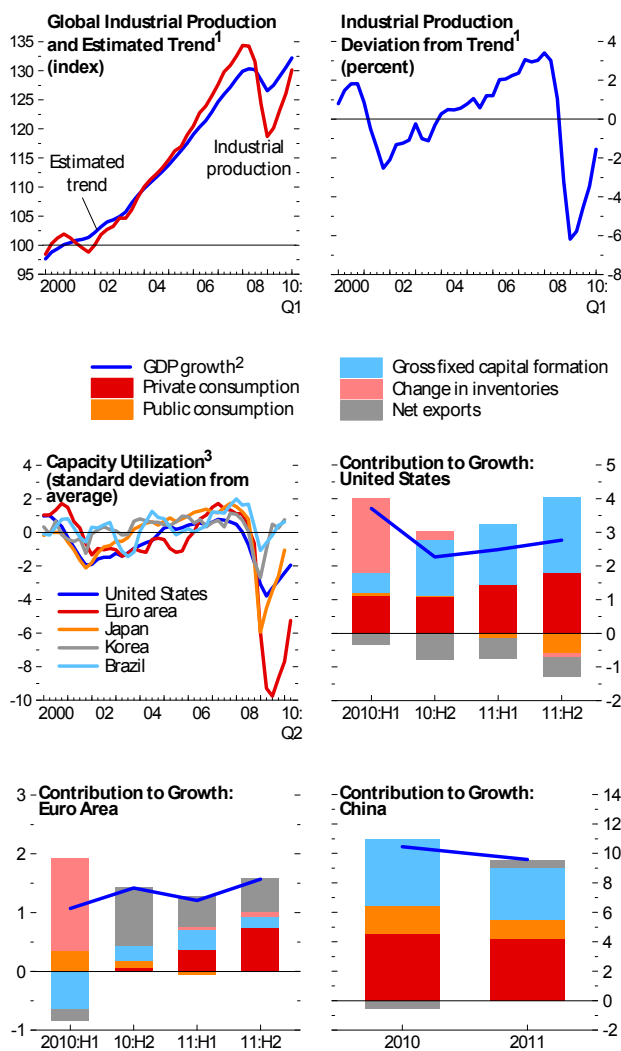 Global Industrial Production
and Estimated Trend1
(index)
135
130
125
120
115
110
105
100
95
Estimated
trend
Industrial
production
2000 02 04 06 08 10:
Q1
Industrial Production
Deviation from Trend1
(percent)
4
2
0
-2
-4
-6
-8
2000 02 04 06 08 10:
Q1
GDP growth2
Private consumption
Public consumption
Gross fixed capital formation
Change in inventories
Net exports
Capacity Utilization3
(standard deviation from
average)
4
2
0
-2
-4
-6
-8
-10
United States
Euro area
Japan
Korea
Brazil
2000 02 04 06 08 10:
Q2
Contribution to Growth:
United States
5
4
3
2
1
0
-1
-2
2010:H1 10:H2 11:H1 11:H2
Contribution to Growth:
Euro Area
3
2
1
0
-1
2010:H1 10:H2 11:H1 11:H2
Contribution to Growth:
China
14
12
10
8
6
4
2
0
-2
2010 2011